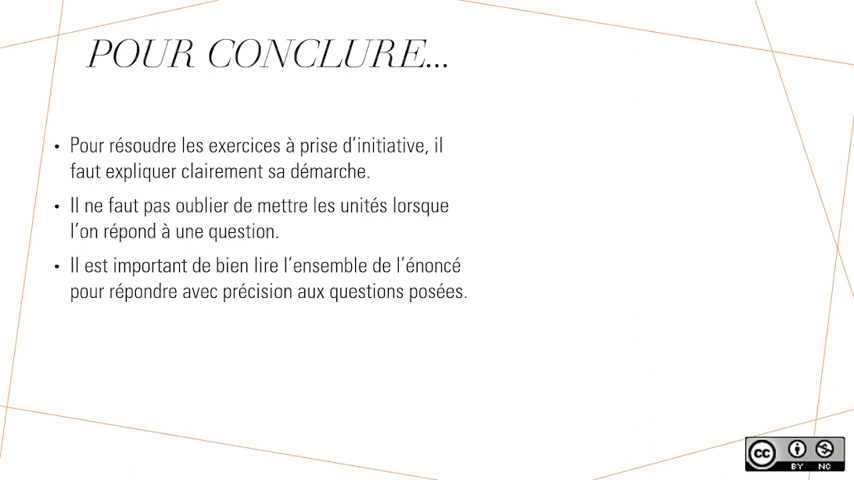 POUR CONCLURE...
• Pour résoudre les exercices à prise d'initiative, il
faut expliquer clairement sa démarche.
• Il ne faut pas oublier de mettre les unités lorsque
l'on répond à une question.
• Il est important de bien lire l'ensemble de l'énoncé
pour répondre avec précision aux questions posées.
cc
BY NC